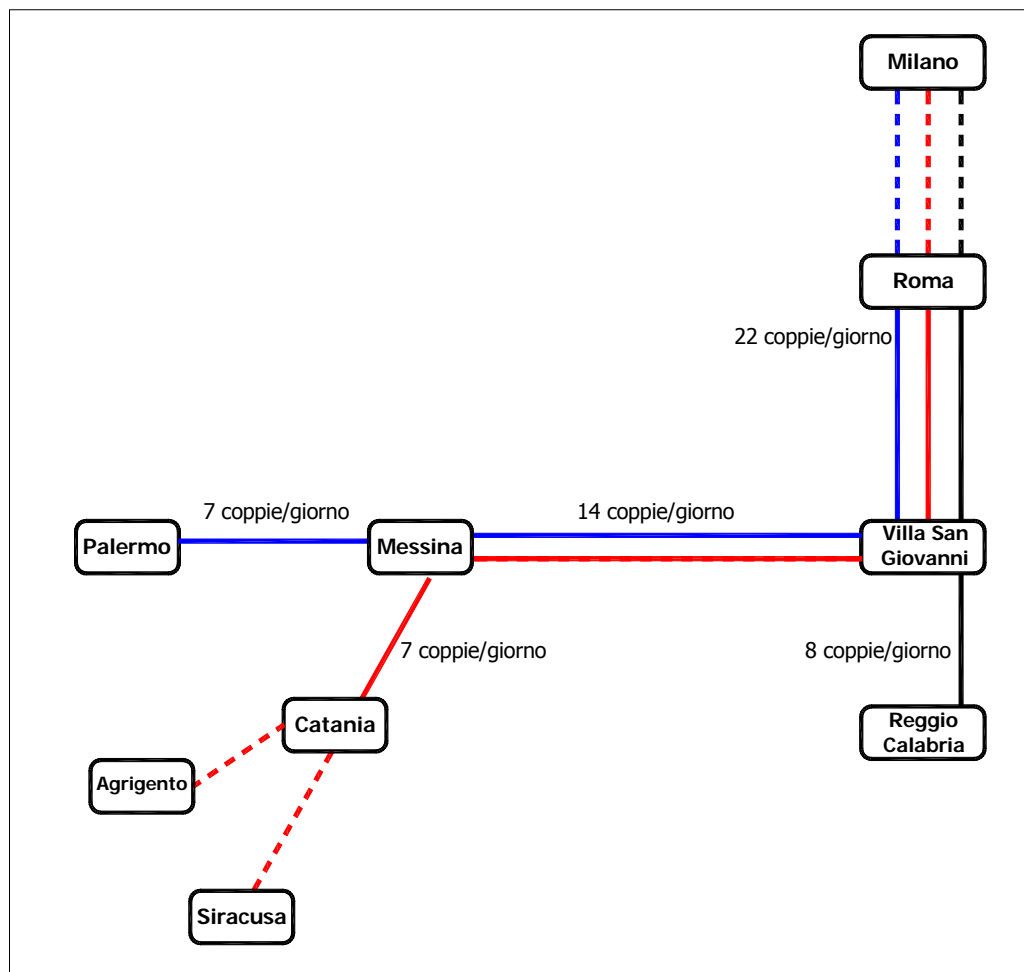 Milano
Roma
22 coppie/giorno
7 coppie/giorno
14 coppie/giorno
Palermo
Messina
Villa San
Giovanni
7 coppie/giorno
8 coppie/giorno
Catania
Reggio
Calabria
Agrigento
Siracusa